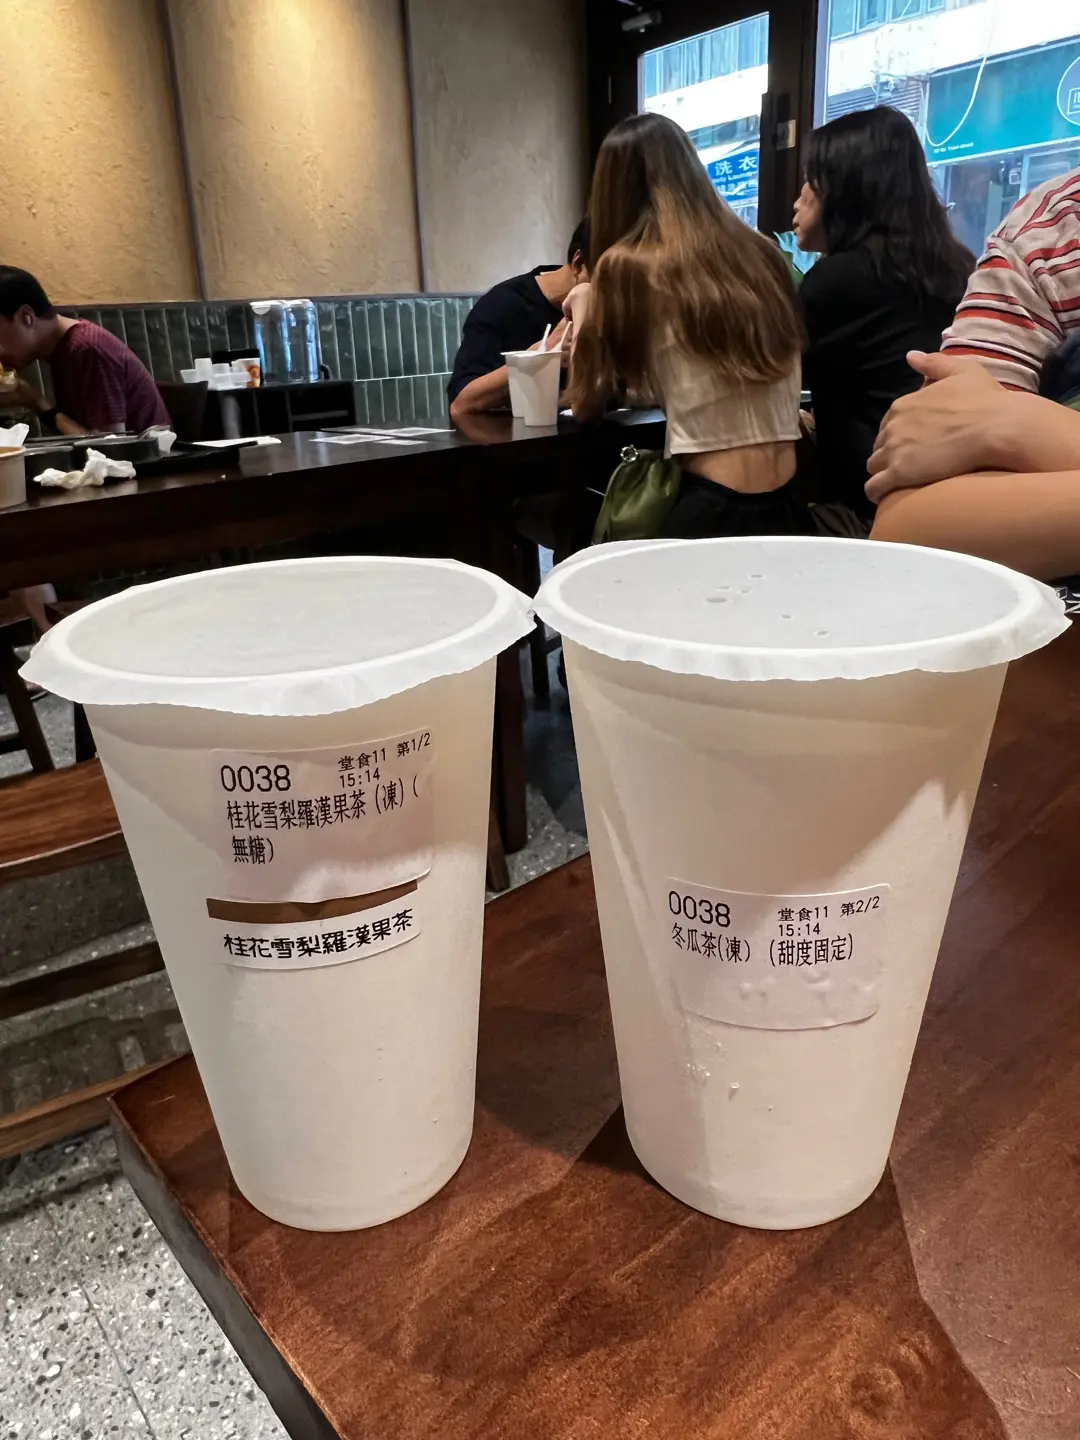 洗衣
0038
堂食11 第1/2
15:14
桂花雪梨羅漢果茶 (凍) (
無糖)
桂花雪梨羅漢果茶
0038
堂食11 第2/2
15:14
冬瓜茶(凍) (甜度固定)